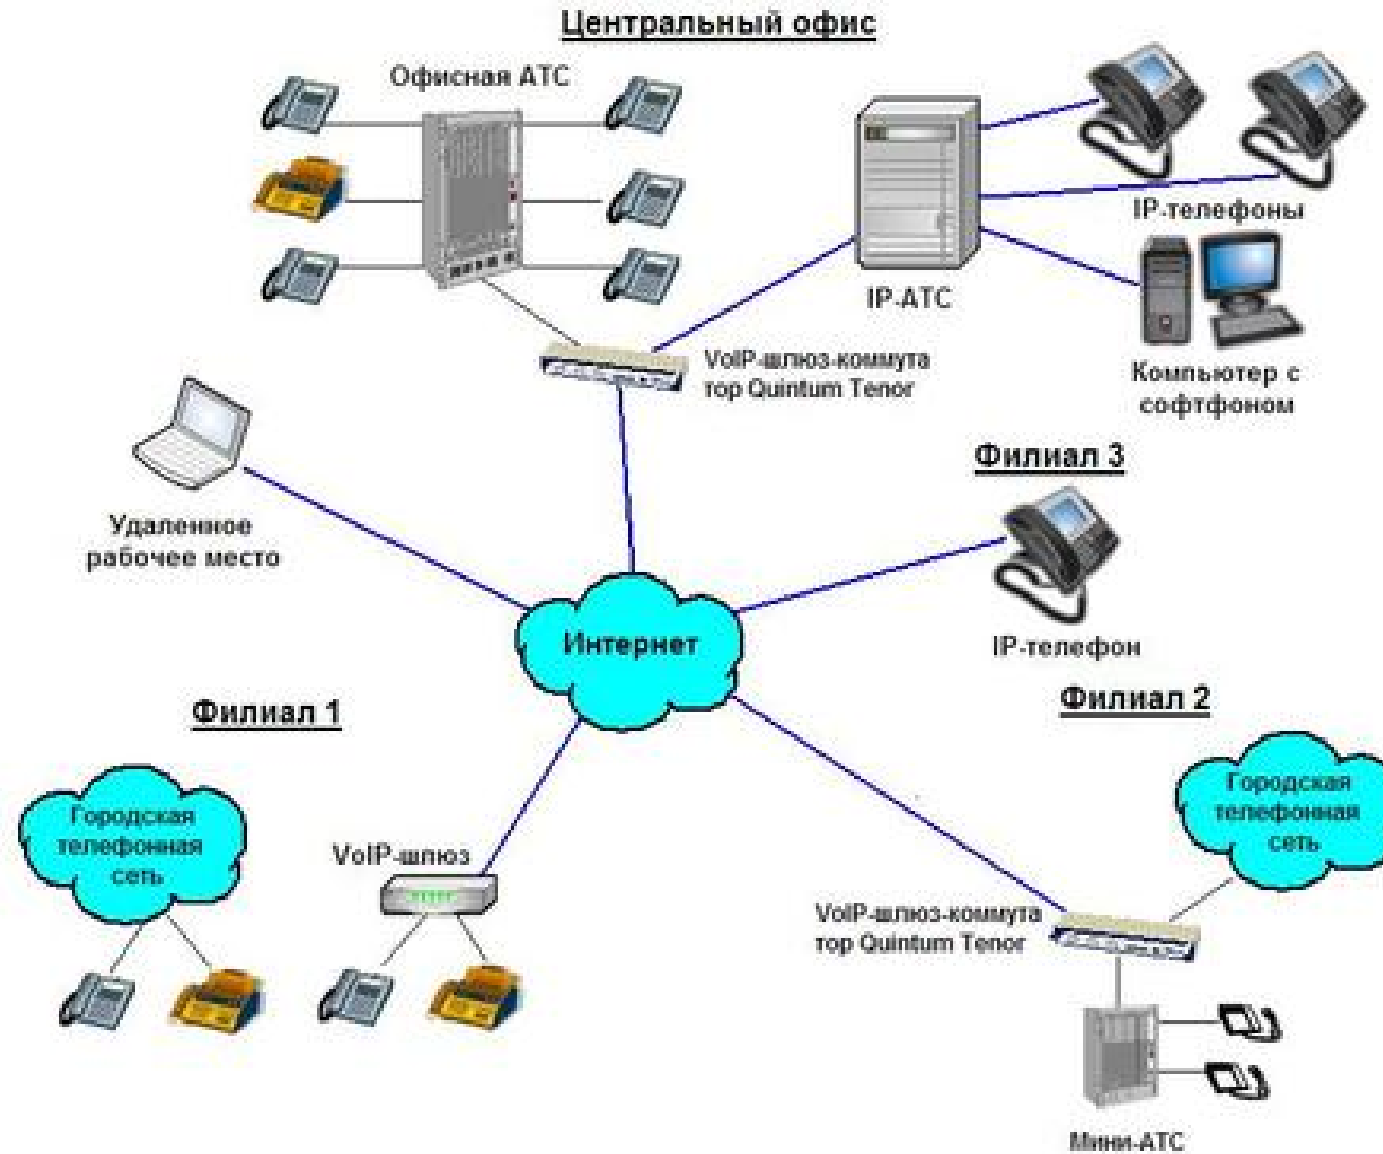 Центральный офис
Офисная АТС
IP-телефоны
IP-АТС
VoIP-шлюз-коммута
тор Quintum Tenor
Компьютер с
софтфоном
Филиал 3
Удаленное
рабочее место
Интернет
IP-телефон
Филиал 1
Филиал 2
Городская
телефонная
сеть
VoIP-шлюз
Городская
телефонная
сеть
VoIP-шлюз-коммута
тор Quintum Tenor
Мини-АТС